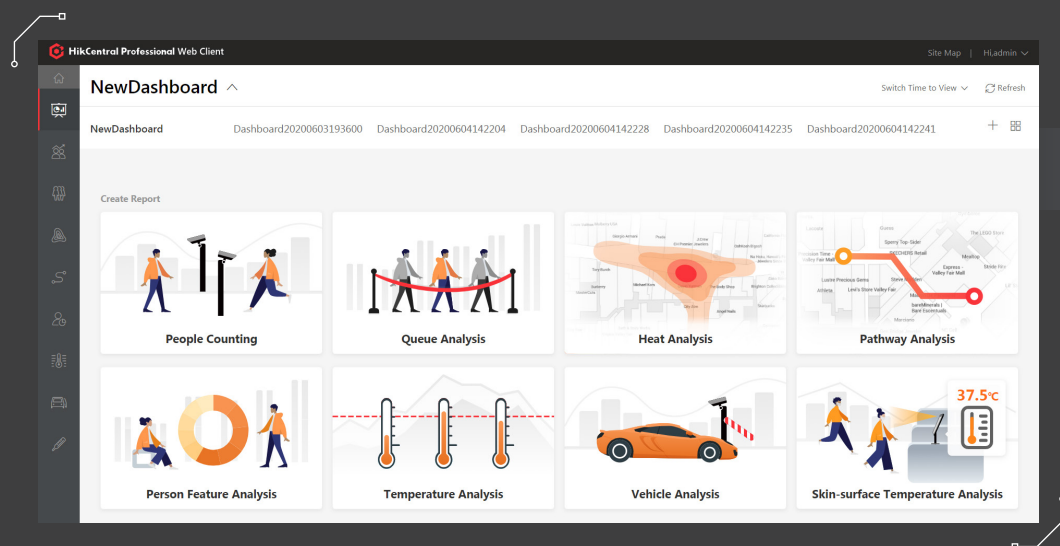 HikCentral Professional Web Client
Site Map | Hi,admin
NewDashboard
Switch Time to View
Refresh
NewDashboard
Dashboard20200603193600
Dashboard20200604142204
Dashboard20200604142228
Dashboard20200604142235
Dashboard20200604142241
Create Report
People Counting
Queue Analysis
Heat Analysis
Pathway Analysis
37.5℃
Person Feature Analysis
Temperature Analysis
Vehicle Analysis
Skin-surface Temperature Analysis